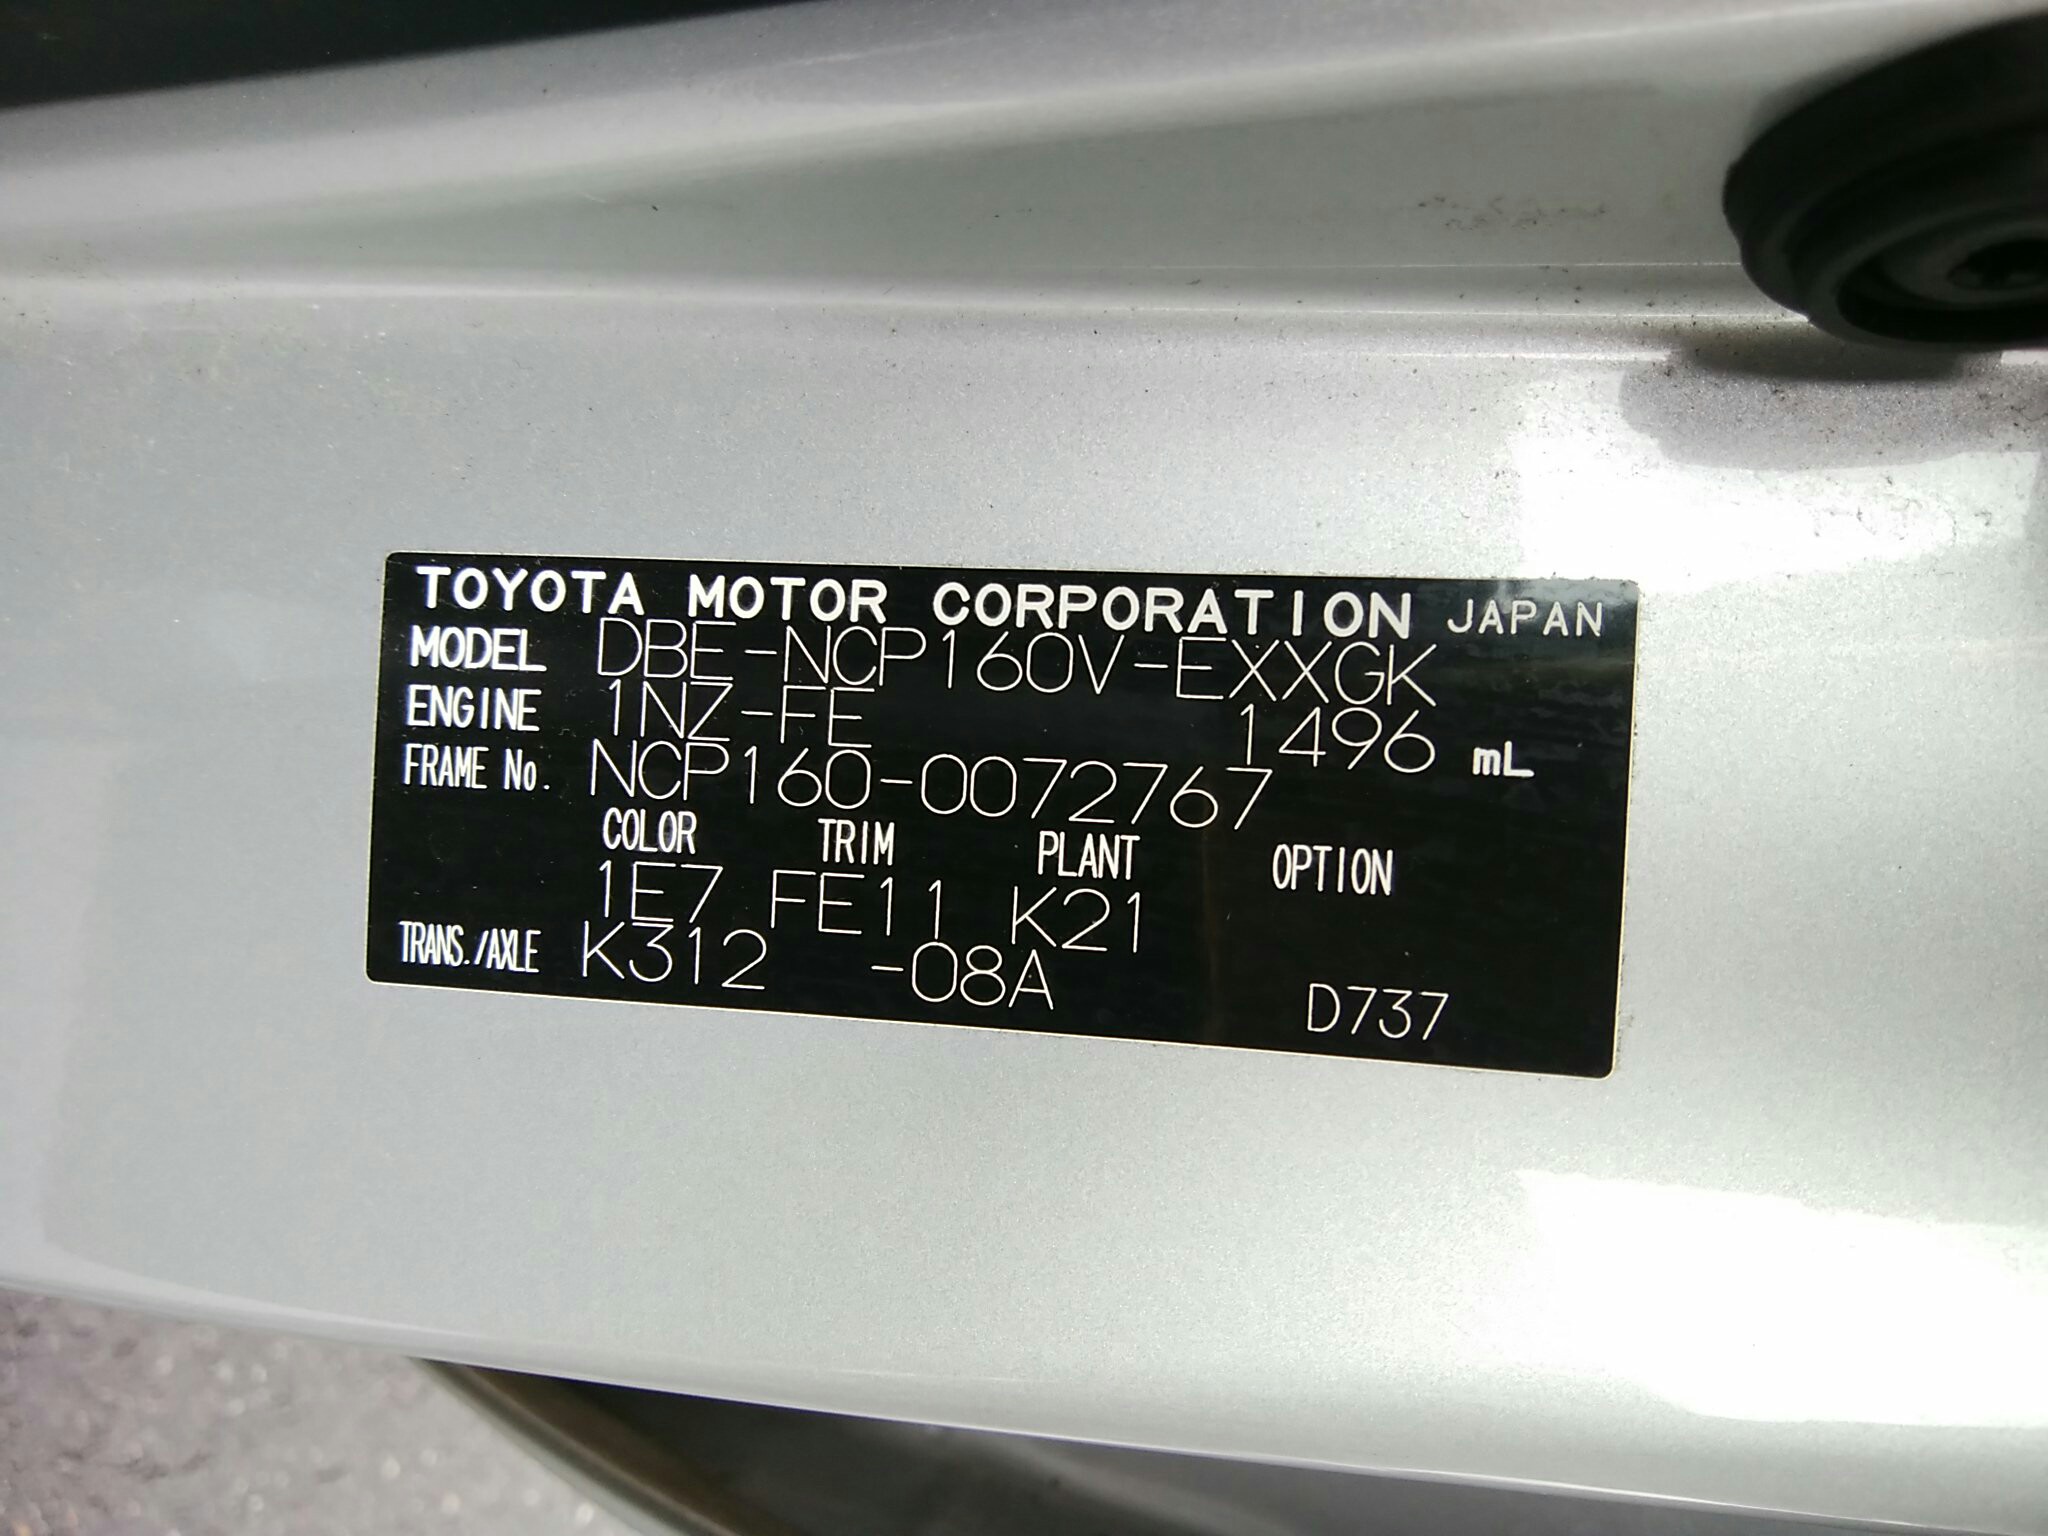 TOYOTA MOTOR CORPORATION JAPAN
MODEL DBE-NCP160V-EXXGK
ENGINE 1NZ-FE 1496 mL
FRAME No. NCP160-0072767
COLOR TRIM PLANT OPTION
1E7 FE11 K21
TRANS./AXLE K312 -08A D737